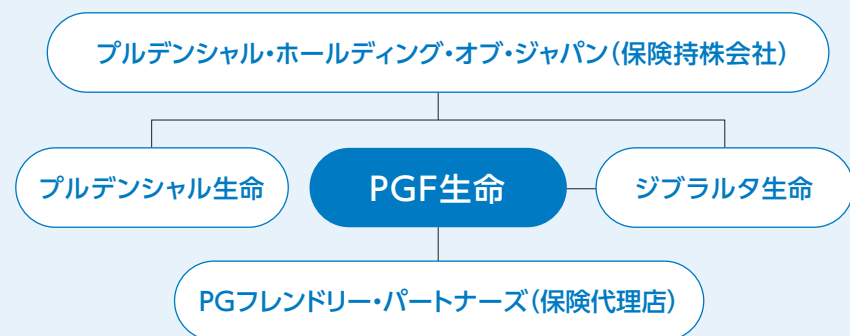 プルデンシャル・ホールディング・オブ・ジャパン（保険持株会社）
プルデンシャル生命
PGF生命
ジブラルタ生命
PGフレンドリー・パートナーズ（保険代理店）